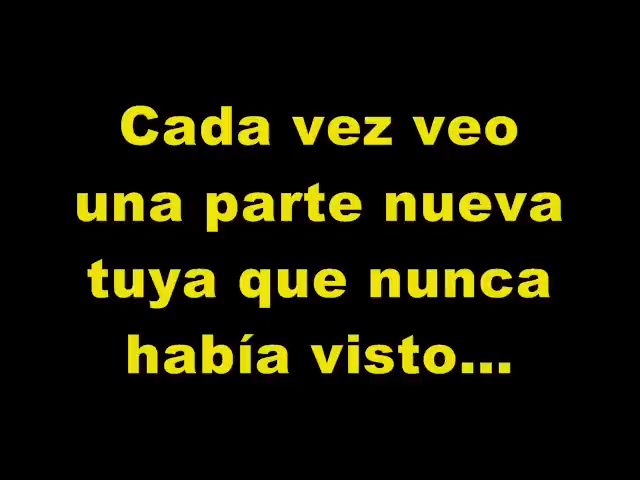 Cada vez veo
una parte nueva
tuya que nunca
había visto...